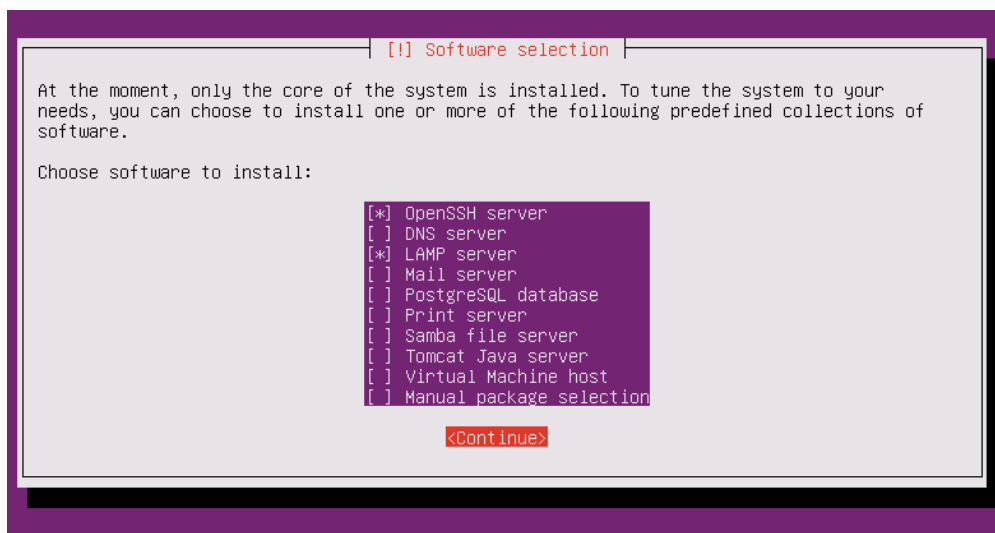 [!] Software selection
At the moment, only the core of the system is installed. To tune the system to your
needs, you can choose to install one or more of the following predefined collections of
software.
Choose software to install:
[*] OpenSSH server
[ ] DNS server
[*] LAMP server
[ ] Mail server
[ ] PostgreSQL database
[ ] Print server
[ ] Samba file server
[ ] Tomcat Java server
[ ] Virtual Machine host
[ ] Manual package selection
<Continue>